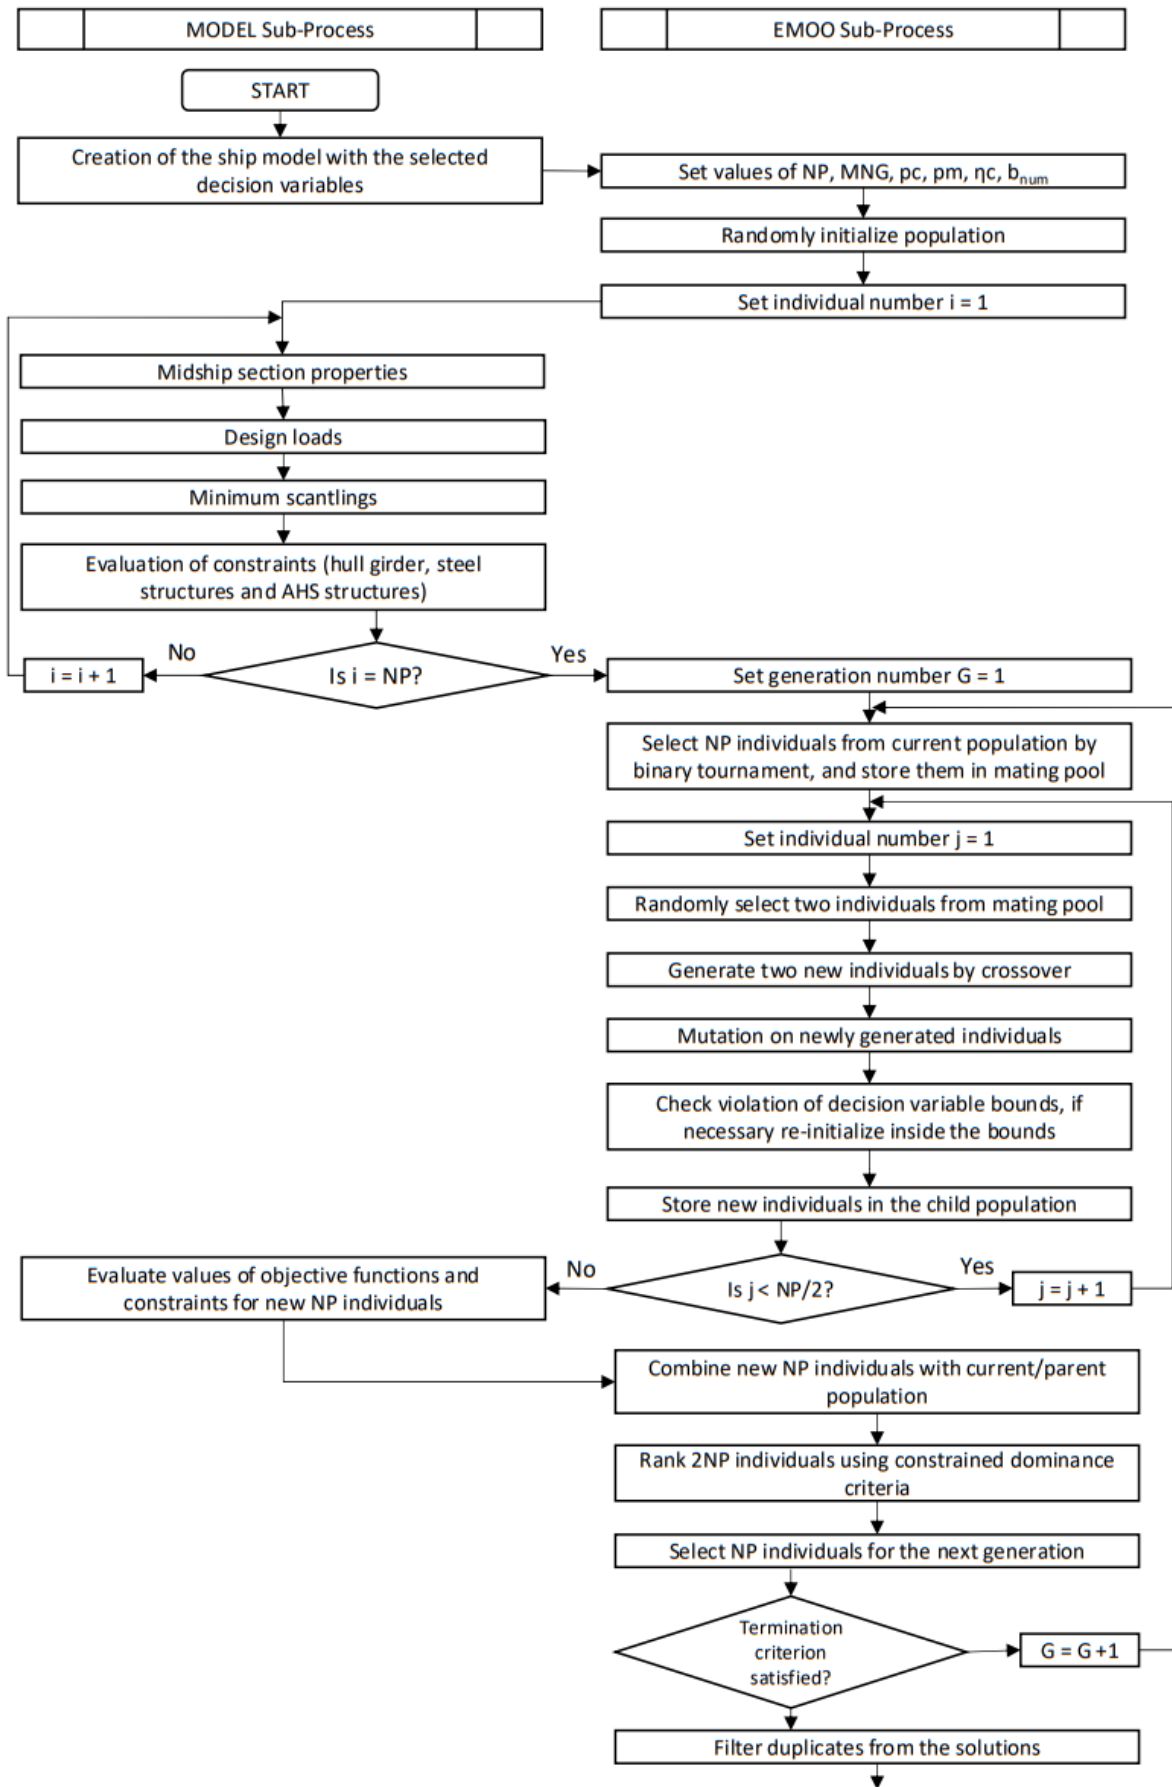 MODEL Sub-Process
EMOO Sub-Process
START
Creation of the ship model with the selected
decision variables
Set values of NP, MNG, pc, pm, ηc, bnum
Randomly initialize population
Set individual number i = 1
Midship section properties
Design loads
Minimum scantlings
Evaluation of constraints (hull girder, steel
structures and AHS structures)
No
Yes
i = i + 1
Is i = NP?
Set generation number G = 1
Select NP individuals from current population by
binary tournament, and store them in mating pool
Set individual number j = 1
Randomly select two individuals from mating pool
Generate two new individuals by crossover
Mutation on newly generated individuals
Check violation of decision variable bounds, if
necessary re-initialize inside the bounds
Store new individuals in the child population
Evaluate values of objective functions and
constraints for new NP individuals
No
Is j < NP/2?
Yes
j = j + 1
Combine new NP individuals with current/parent
population
Rank 2NP individuals using constrained dominance
criteria
Select NP individuals for the next generation
Termination
criterion
satisfied?
G = G +1
Filter duplicates from the solutions